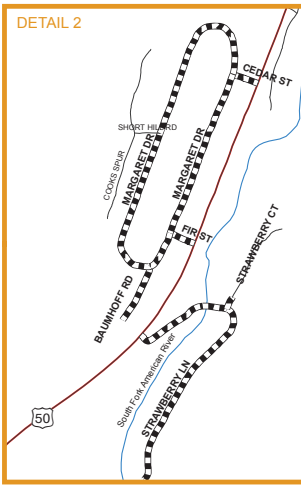 DETAIL 2
CEDAR ST
SHORT HILL RD
MARGARET DR
MARGARET DR
COOKS SPUR
FIR ST
STRAWBERRY CT
BAUMHOFF RD
South Fork American River
STRAWBERRY LN
50